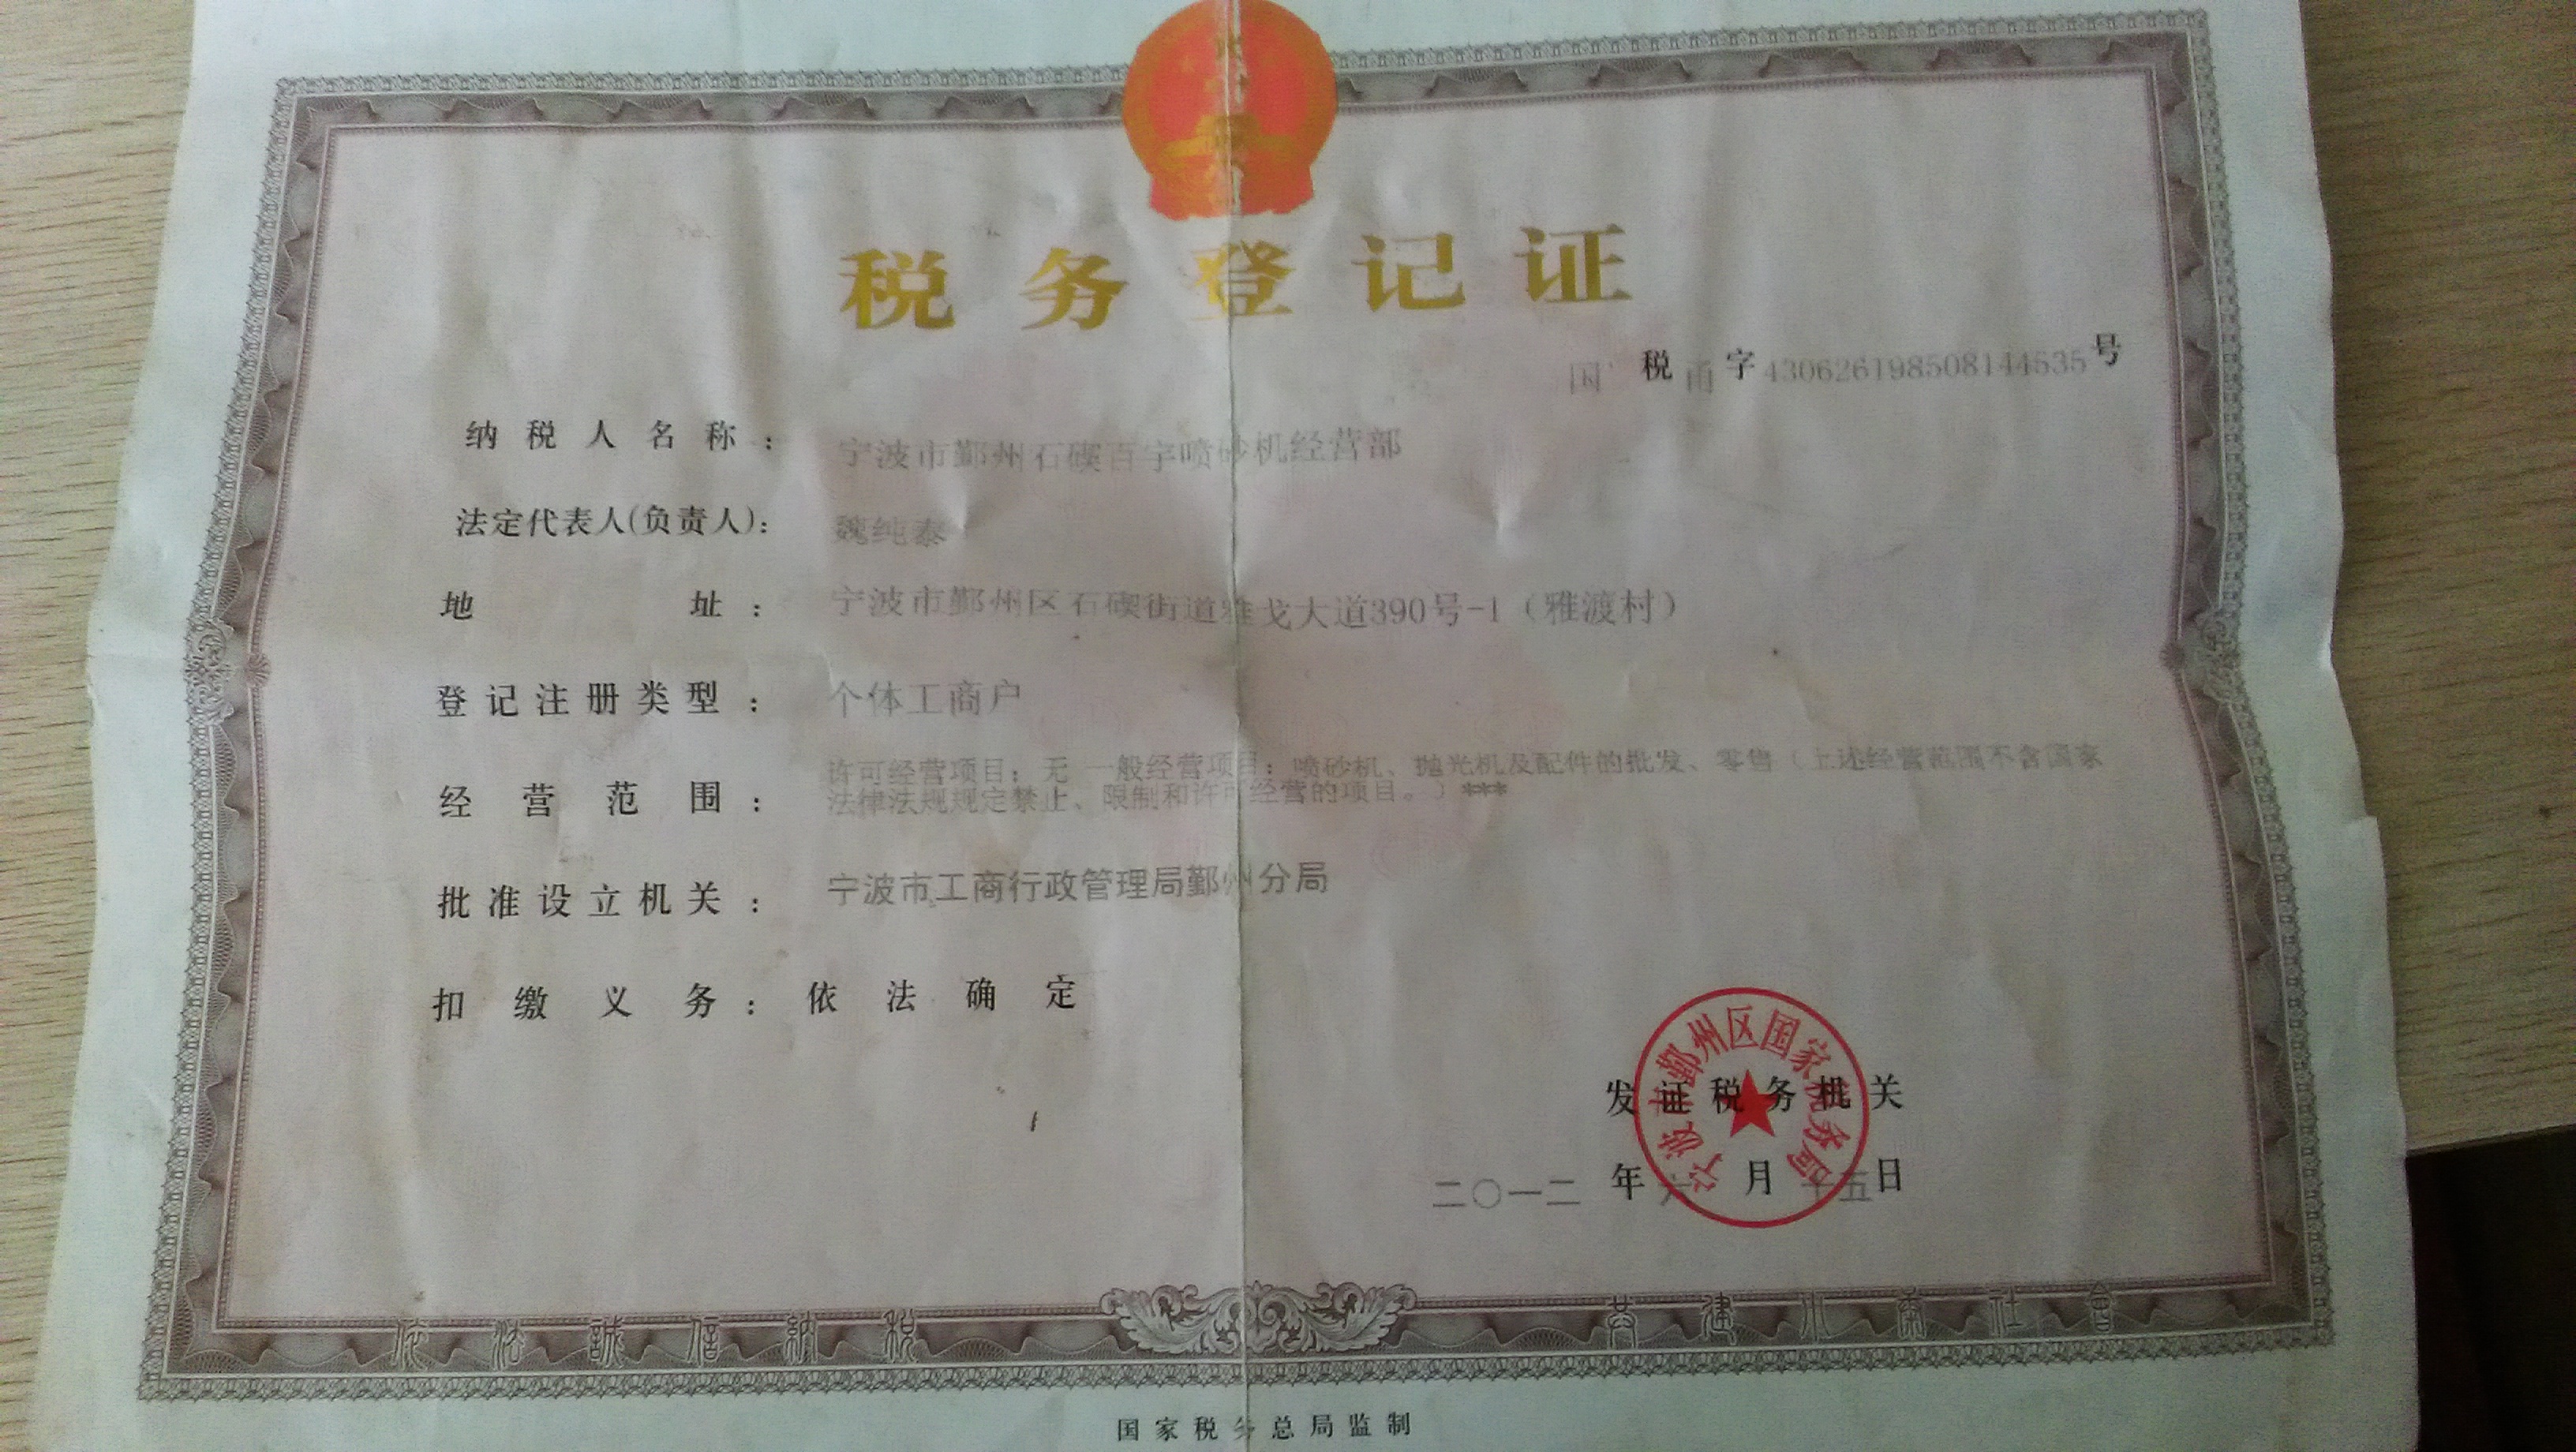 税务登记证
国税甬字430626198508144535号
纳税人名称：宁波市鄞州石碶百宇喷砂机经营部
法定代表人(负责人)：魏纯泰
地址：宁波市鄞州区石碶街道雅戈大道390号-1（雅渡村）
登记注册类型：个体工商户
经营范围：许可经营项目：无 一般经营项目：喷砂机、抛光机及配件的批发、零售（上述经营范围不含国家
法律法规规定禁止、限制和许可经营的项目。）***
批准设立机关：宁波市工商行政管理局鄞州分局
扣缴义务：依法确定
宁波市鄞州区国家税务局
发证税务机关
二〇一二年六月十五日
依法誠信納税 共建小康社會
国家税务总局监制